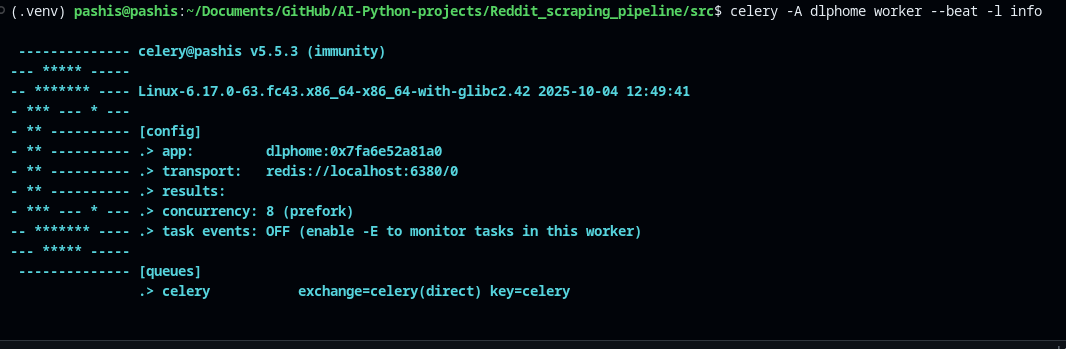 (.venv) pashis@pashis:~/Documents/GitHub/AI-Python-projects/Reddit_scraping_pipeline/src$ celery -A dlphome worker --beat -l info
 -------------- celery@pashis v5.5.3 (immunity)
--- ***** -----
-- ******* ---- Linux-6.17.0-63.fc43.x86_64-x86_64-with-glibc2.42 2025-10-04 12:49:41
- *** --- * ---
- ** ---------- [config]
- ** ---------- .> app:         dlphome:0x7fa6e52a81a0
- ** ---------- .> transport:   redis://localhost:6380/0
- ** ---------- .> results:
- *** --- * --- .> concurrency: 8 (prefork)
-- ******* ---- .> task events: OFF (enable -E to monitor tasks in this worker)
--- ***** -----
 -------------- [queues]
                .> celery           exchange=celery(direct) key=celery